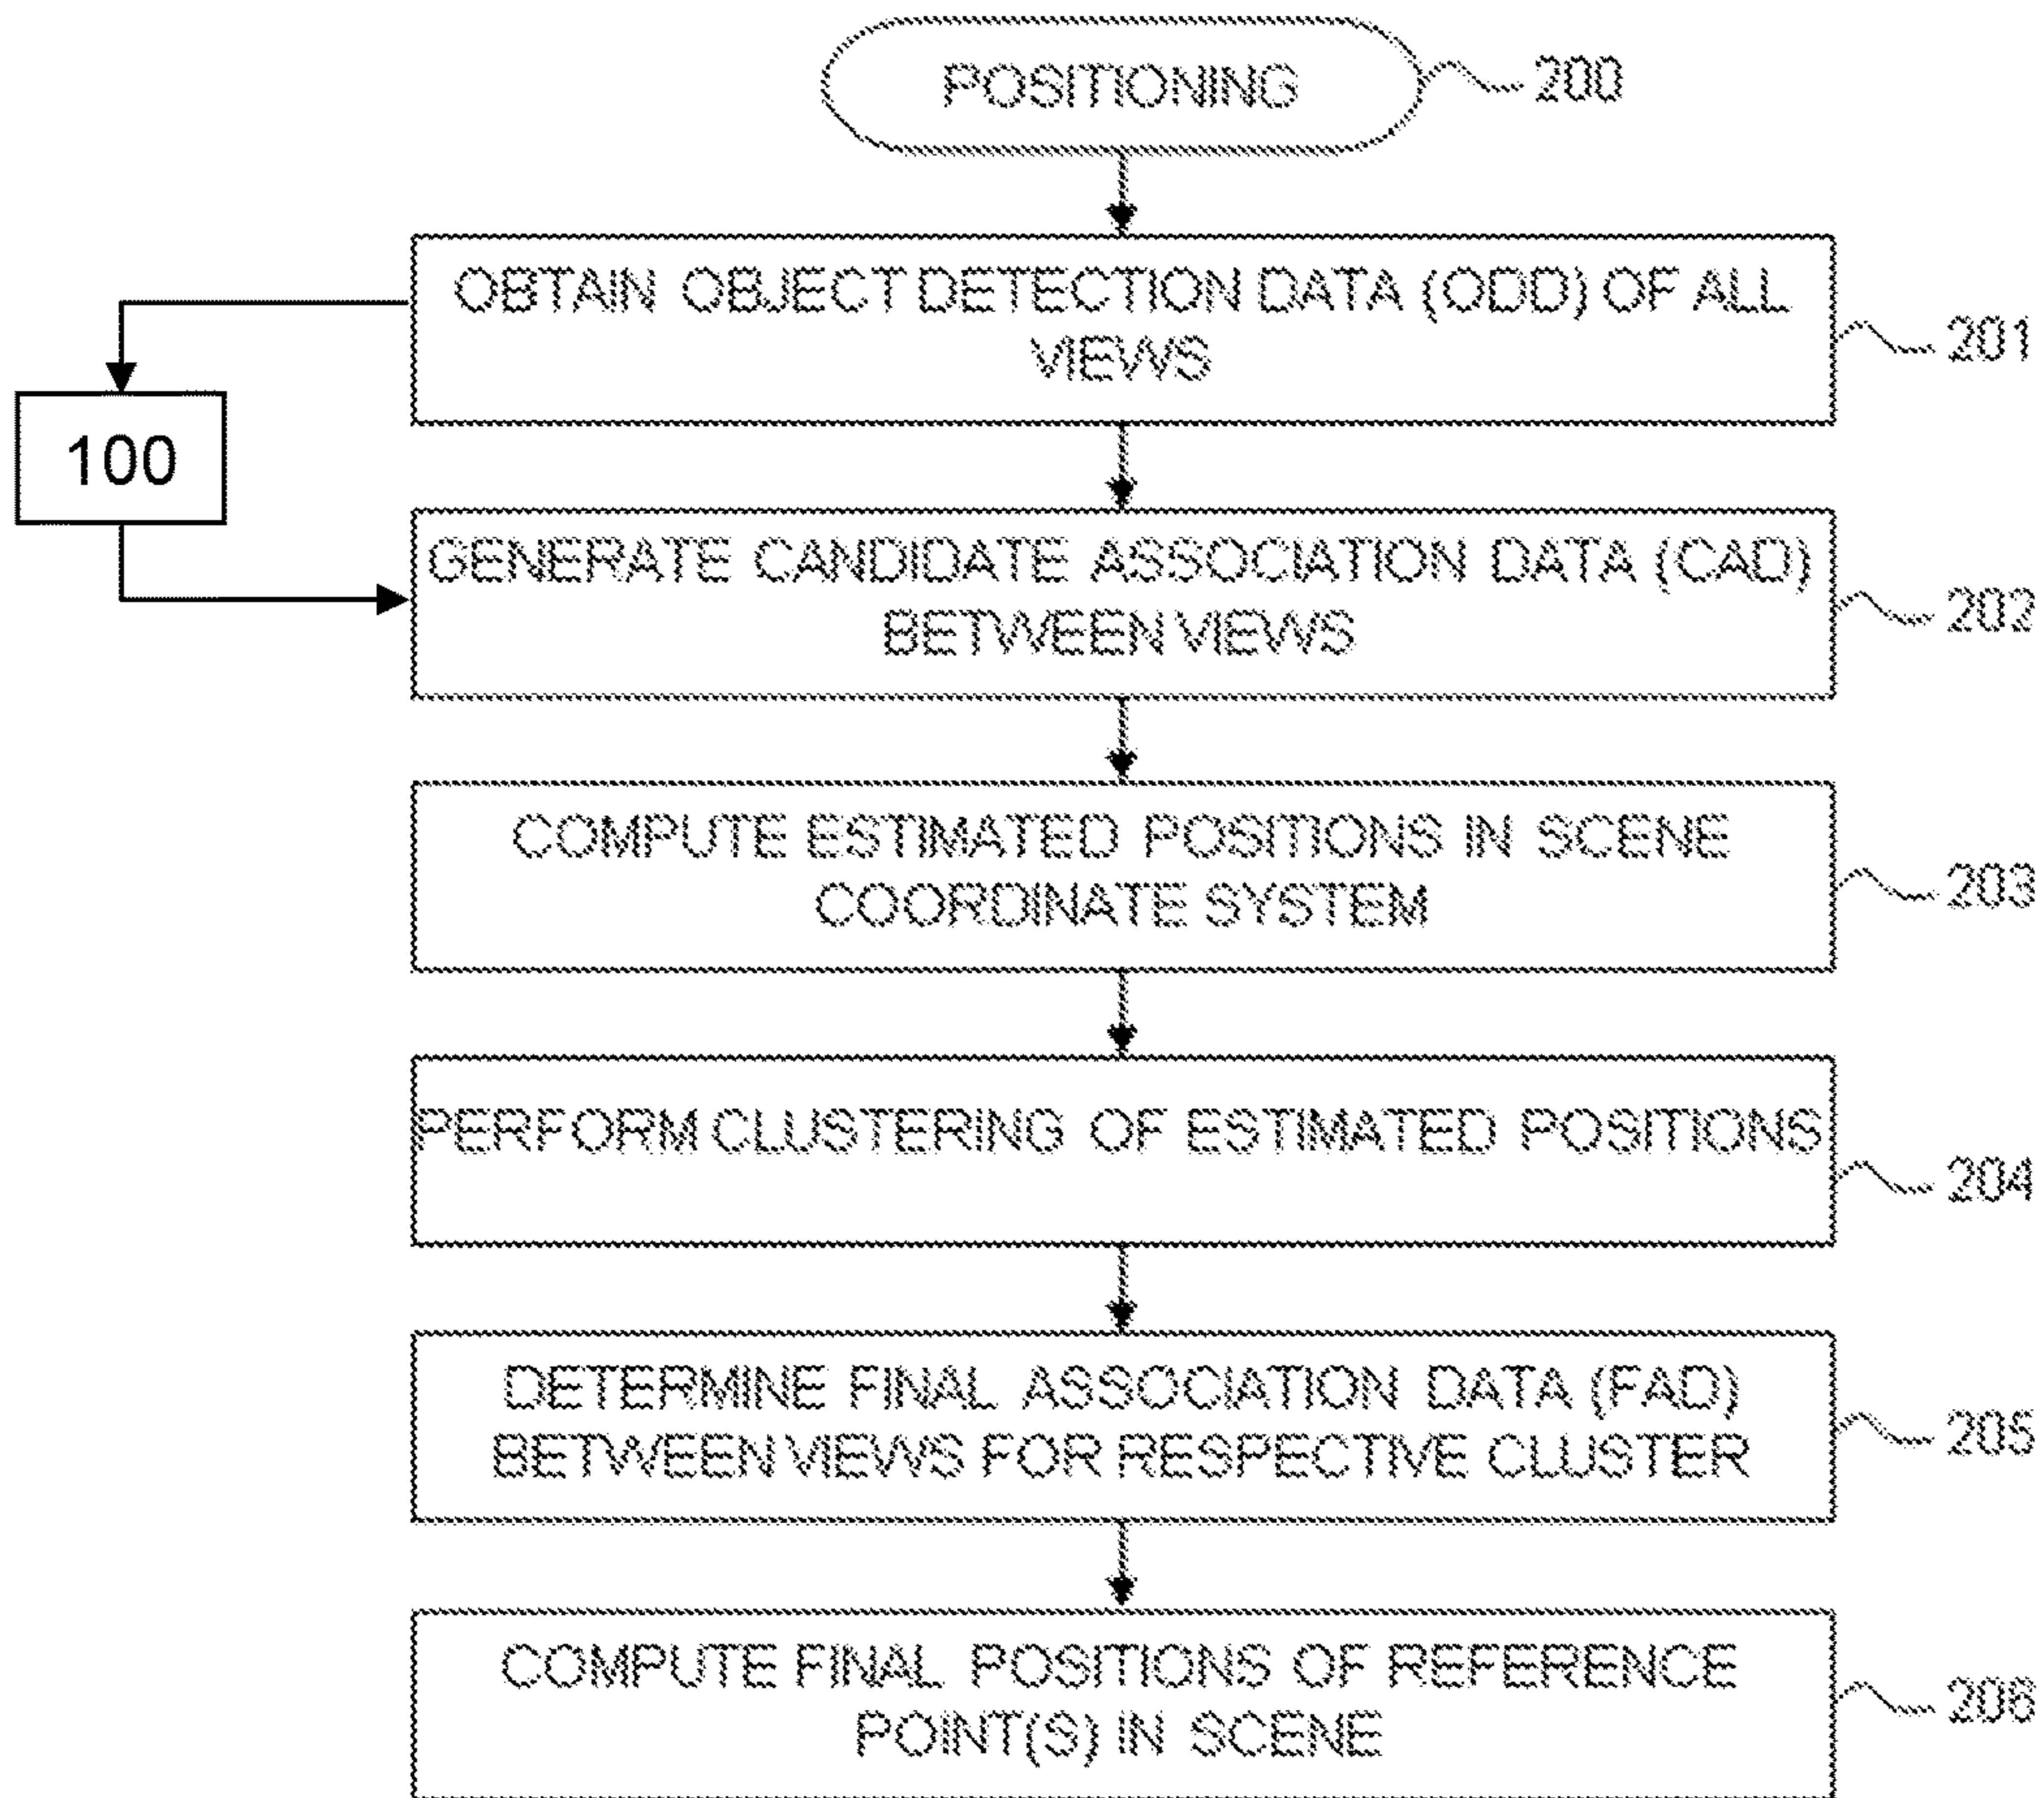 POSITIONING
200
OBTAIN OBJECT DETECTION DATA (ODD) OF ALL
VIEWS
201
100
GENERATE CANDIDATE ASSOCIATION DATA (CAD)
BETWEEN VIEWS
202
COMPUTE ESTIMATED POSITIONS IN SCENE
COORDINATE SYSTEM
203
PERFORM CLUSTERING OF ESTIMATED POSITIONS
204
DETERMINE FINAL ASSOCIATION DATA (FAD)
BETWEEN VIEWS FOR RESPECTIVE CLUSTER
205
COMPUTE FINAL POSITIONS OF REFERENCE
POINT(S) IN SCENE
206